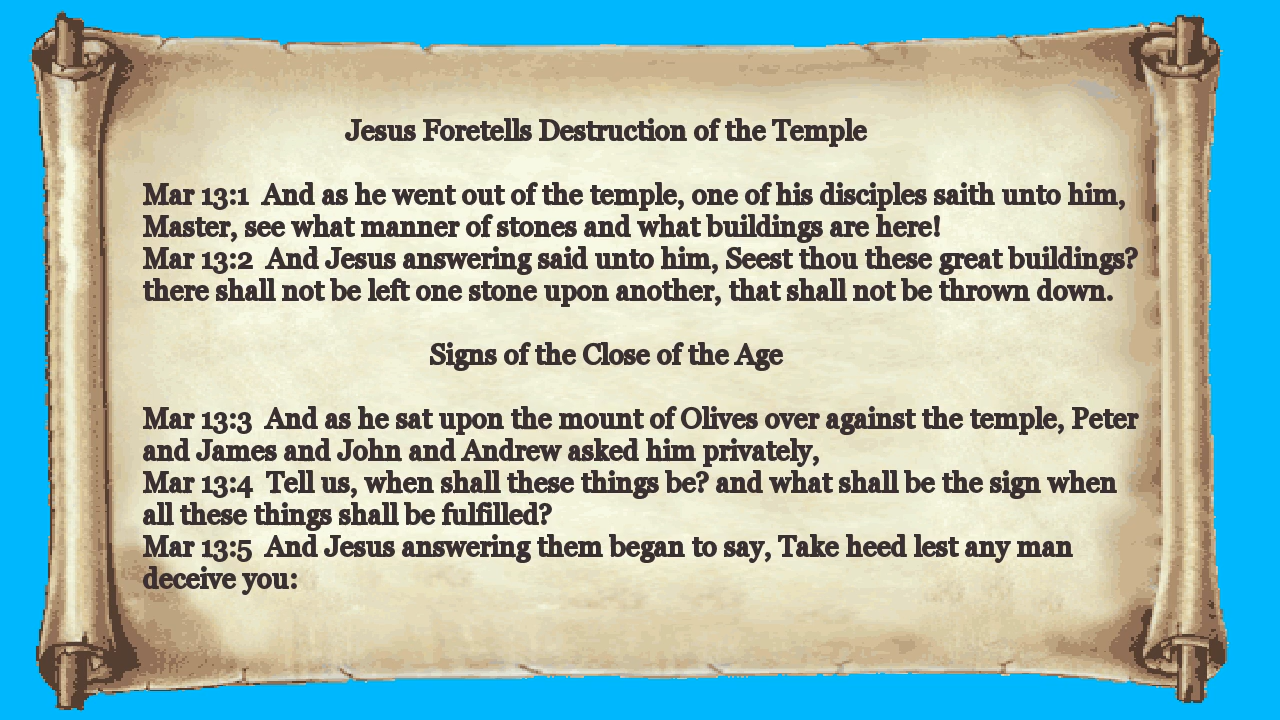 Jesus Foretells Destruction of the Temple
Mar 13:1  And as he went out of the temple, one of his disciples saith unto him,
Master, see what manner of stones and what buildings are here!
Mar 13:2  And Jesus answering said unto him, Seest thou these great buildings?
there shall not be left one stone upon another, that shall not be thrown down.
Signs of the Close of the Age
Mar 13:3  And as he sat upon the mount of Olives over against the temple, Peter
and James and John and Andrew asked him privately,
Mar 13:4  Tell us, when shall these things be? and what shall be the sign when
all these things shall be fulfilled?
Mar 13:5  And Jesus answering them began to say, Take heed lest any man
deceive you: